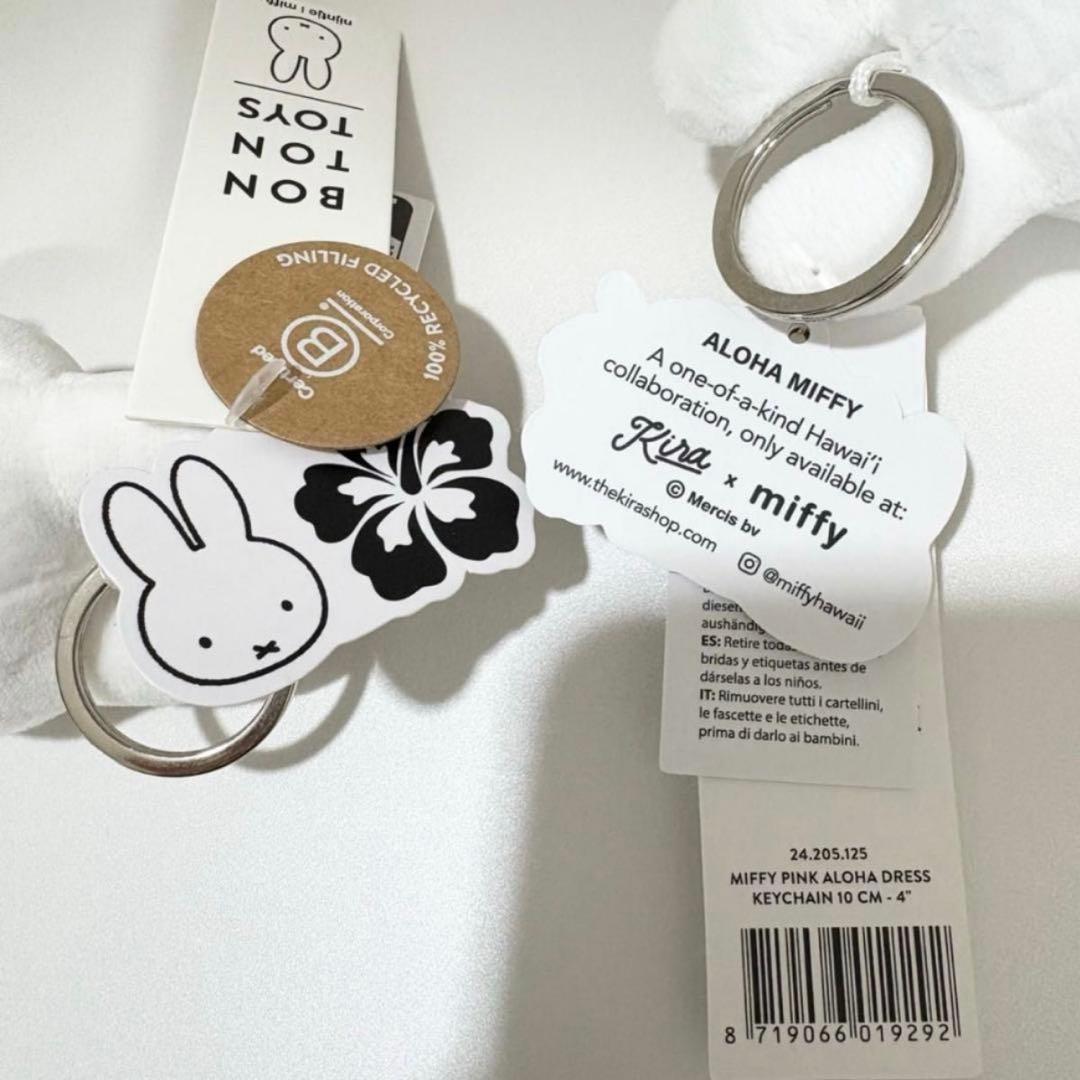 nijntje | miffy
BON
TON
TOYS
100% RECYCLED FILLING
Certified
B
Corporation
ALOHA MIFFY
A one-of-a-kind Hawai'i
collaboration, only available at:
Kira x miffy
© Mercis bv
www.thekirashop.com
@miffyhawaii
diesen
aushändig
ES: Retire todas
bridas y etiquetas antes de
dárselas a los niños.
IT: Rimuovere tutti i cartellini,
le fascette e le etichette,
prima di darlo ai bambini.
24.205.125
MIFFY PINK ALOHA DRESS
KEYCHAIN 10 CM - 4"
8 719066 019292